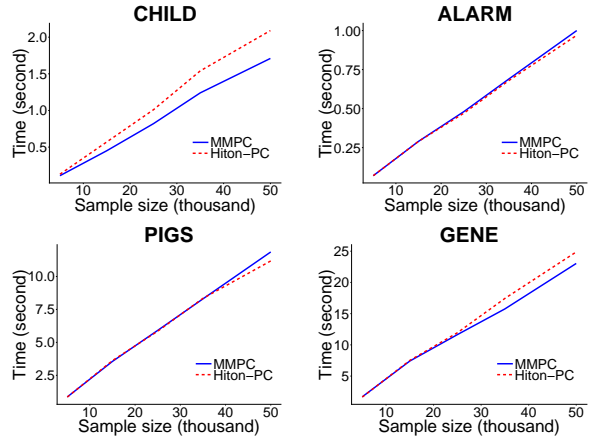 CHILD
Time (second)
2.0
1.5
1.0
0.5
MMPC
Hiton−PC
10 20 30 40 50
Sample size (thousand)
ALARM
Time (second)
1.00
0.75
0.50
0.25
MMPC
Hiton−PC
10 20 30 40 50
Sample size (thousand)
PIGS
Time (second)
10.0
7.5
5.0
2.5
MMPC
Hiton−PC
10 20 30 40 50
Sample size (thousand)
GENE
Time (second)
25
20
15
10
5
MMPC
Hiton−PC
10 20 30 40 50
Sample size (thousand)